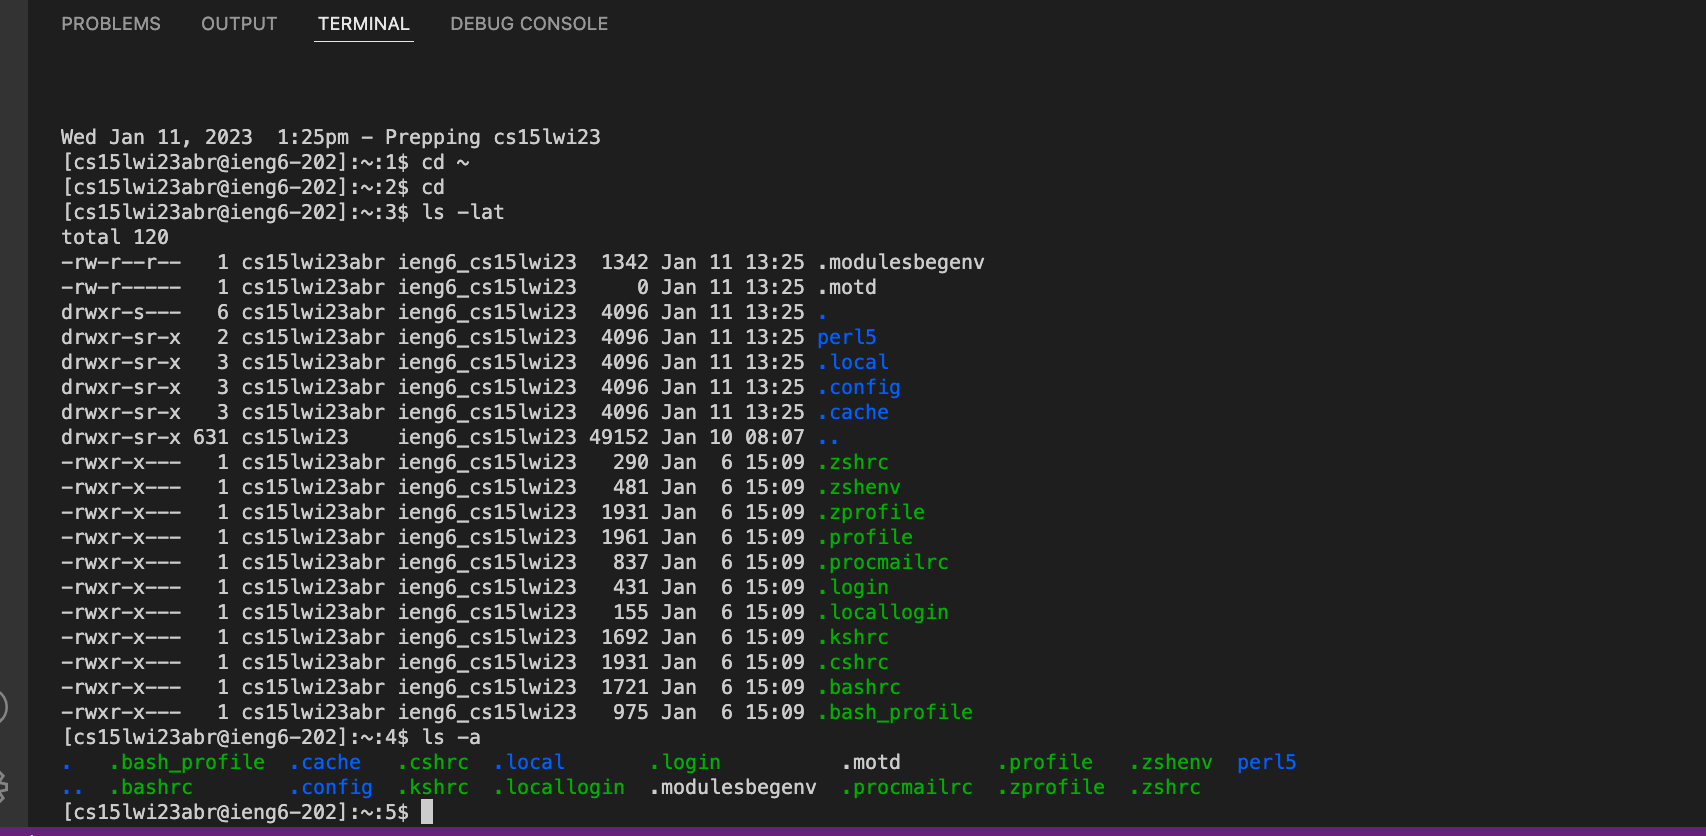 PROBLEMS OUTPUT TERMINAL DEBUG CONSOLE
Wed Jan 11, 2023  1:25pm - Prepping cs15lwi23
[cs15lwi23abr@ieng6-202]:~:1$ cd ~
[cs15lwi23abr@ieng6-202]:~:2$ cd
[cs15lwi23abr@ieng6-202]:~:3$ ls -lat
total 120
-rw-r--r--   1 cs15lwi23abr ieng6_cs15lwi23  1342 Jan 11 13:25 .modulesbegenv
-rw-r-----   1 cs15lwi23abr ieng6_cs15lwi23     0 Jan 11 13:25 .motd
drwxr-s---   6 cs15lwi23abr ieng6_cs15lwi23  4096 Jan 11 13:25 .
drwxr-sr-x   2 cs15lwi23abr ieng6_cs15lwi23  4096 Jan 11 13:25 perl5
drwxr-sr-x   3 cs15lwi23abr ieng6_cs15lwi23  4096 Jan 11 13:25 .local
drwxr-sr-x   3 cs15lwi23abr ieng6_cs15lwi23  4096 Jan 11 13:25 .config
drwxr-sr-x   3 cs15lwi23abr ieng6_cs15lwi23  4096 Jan 11 13:25 .cache
drwxr-sr-x 631 cs15lwi23    ieng6_cs15lwi23 49152 Jan 10 08:07 ..
-rwxr-x---   1 cs15lwi23abr ieng6_cs15lwi23   290 Jan  6 15:09 .zshrc
-rwxr-x---   1 cs15lwi23abr ieng6_cs15lwi23   481 Jan  6 15:09 .zshenv
-rwxr-x---   1 cs15lwi23abr ieng6_cs15lwi23  1931 Jan  6 15:09 .zprofile
-rwxr-x---   1 cs15lwi23abr ieng6_cs15lwi23  1961 Jan  6 15:09 .profile
-rwxr-x---   1 cs15lwi23abr ieng6_cs15lwi23   837 Jan  6 15:09 .procmailrc
-rwxr-x---   1 cs15lwi23abr ieng6_cs15lwi23   431 Jan  6 15:09 .login
-rwxr-x---   1 cs15lwi23abr ieng6_cs15lwi23   155 Jan  6 15:09 .locallogin
-rwxr-x---   1 cs15lwi23abr ieng6_cs15lwi23  1692 Jan  6 15:09 .kshrc
-rwxr-x---   1 cs15lwi23abr ieng6_cs15lwi23  1931 Jan  6 15:09 .cshrc
-rwxr-x---   1 cs15lwi23abr ieng6_cs15lwi23  1721 Jan  6 15:09 .bashrc
-rwxr-x---   1 cs15lwi23abr ieng6_cs15lwi23   975 Jan  6 15:09 .bash_profile
[cs15lwi23abr@ieng6-202]:~:4$ ls -a
.   .bash_profile  .cache   .cshrc  .local       .login          .motd        .profile   .zshenv  perl5
..  .bashrc        .config  .kshrc  .locallogin  .modulesbegenv  .procmailrc  .zprofile  .zshrc
[cs15lwi23abr@ieng6-202]:~:5$